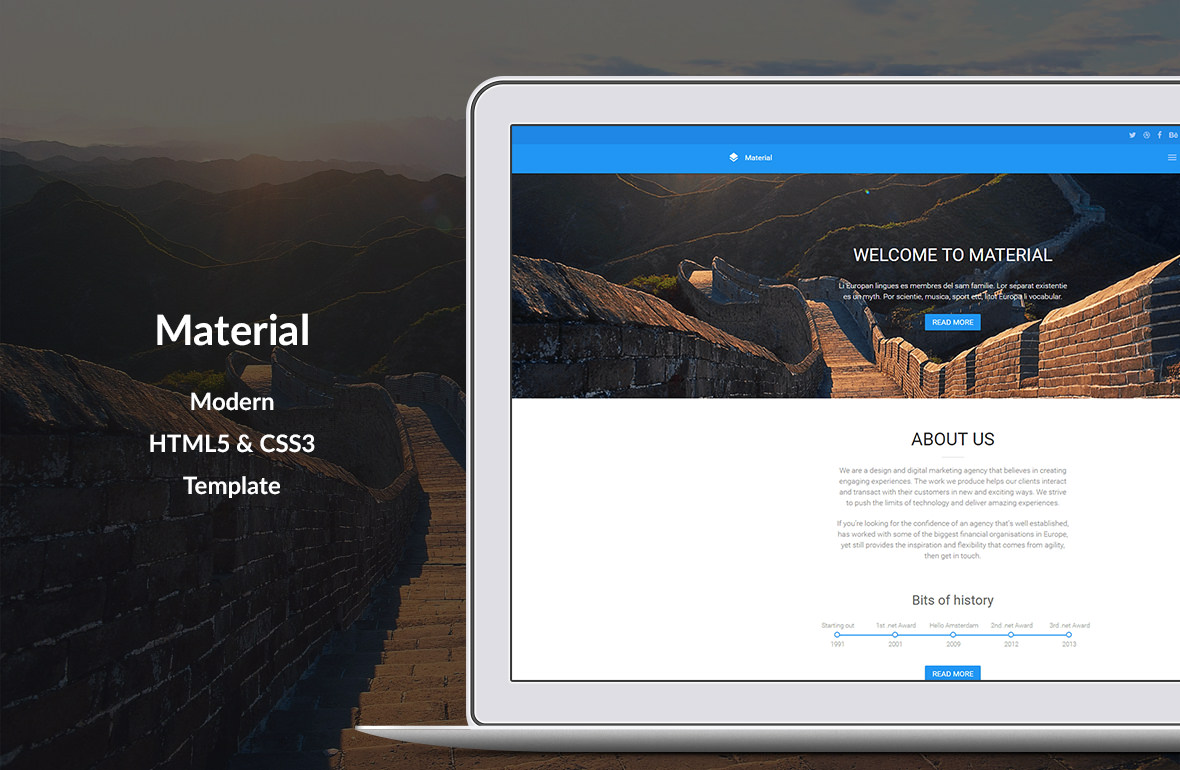 Material
Modern
HTML5 & CSS3
Template
Bē
Material
WELCOME TO MATERIAL
Li Europan lingues es membres del sam familie. Lor separat existentie
es un myth. Por scientie, musica, sport etc, litot Europa li vocabular.
READ MORE
ABOUT US
We are a design and digital marketing agency that believes in creating
engaging experiences. The work we produce helps our clients interact
and transact with their customers in new and exciting ways. We strive
to push the limits of technology and deliver amazing experiences.
If you're looking for the confidence of an agency that's well established,
has worked with some of the biggest financial organisations in Europe,
yet still provides the inspiration and flexibility that comes from agility,
then get in touch.
Bits of history
Starting out 1st .net Award Hello Amsterdam 2nd .net Award 3rd .net Award
1991 2001 2009 2012 2013
READ MORE